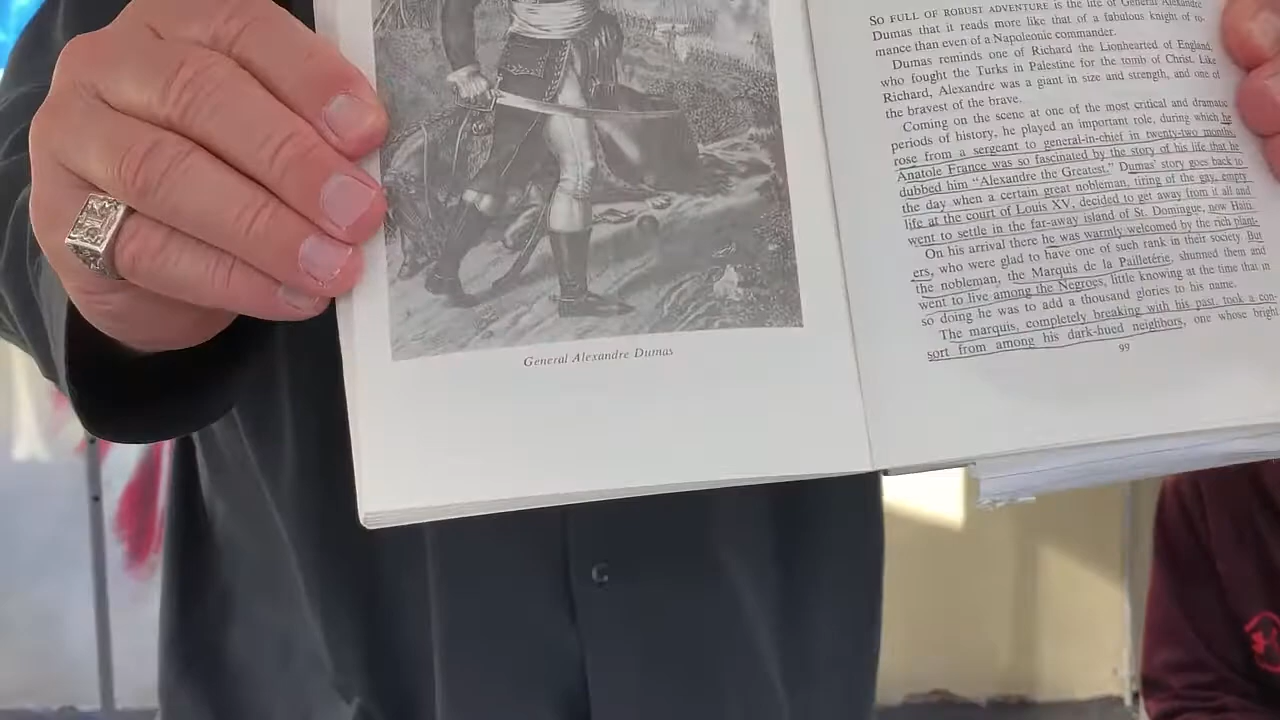 General Alexandre Dumas
SO FULL OF ROBUST ADVENTURE is the life of General Alexandre
Dumas that it reads more like that of a fabulous knight of ro-
mance than even of a Napoleonic commander.
Dumas reminds one of Richard the Lionhearted of England,
who fought the Turks in Palestine for the tomb of Christ. Like
Richard, Alexandre was a giant in size and strength, and one of
the bravest of the brave.
Coming on the scene at one of the most critical and dramatic
periods of history, he played an important role, during which he
rose from a sergeant to general-in-chief in twenty-two months.
Anatole France was so fascinated by the story of his life that he
dubbed him "Alexandre the Greatest." Dumas' story goes back to
the day when a certain great nobleman, tiring of the gay, empty
life at the court of Louis XV, decided to get away from it all and
went to settle in the far-away island of St. Domingue, now Haiti.
On his arrival there he was warmly welcomed by the rich plant-
ers, who were glad to have one of such rank in their society. But
the nobleman, the Marquis de la Pailletérie, shunned them and
went to live among the Negroes, little knowing at the time that in
so doing he was to add a thousand glories to his name.
The marquis, completely breaking with his past, took a con-
sort from among his dark-hued neighbors, one whose bright
99